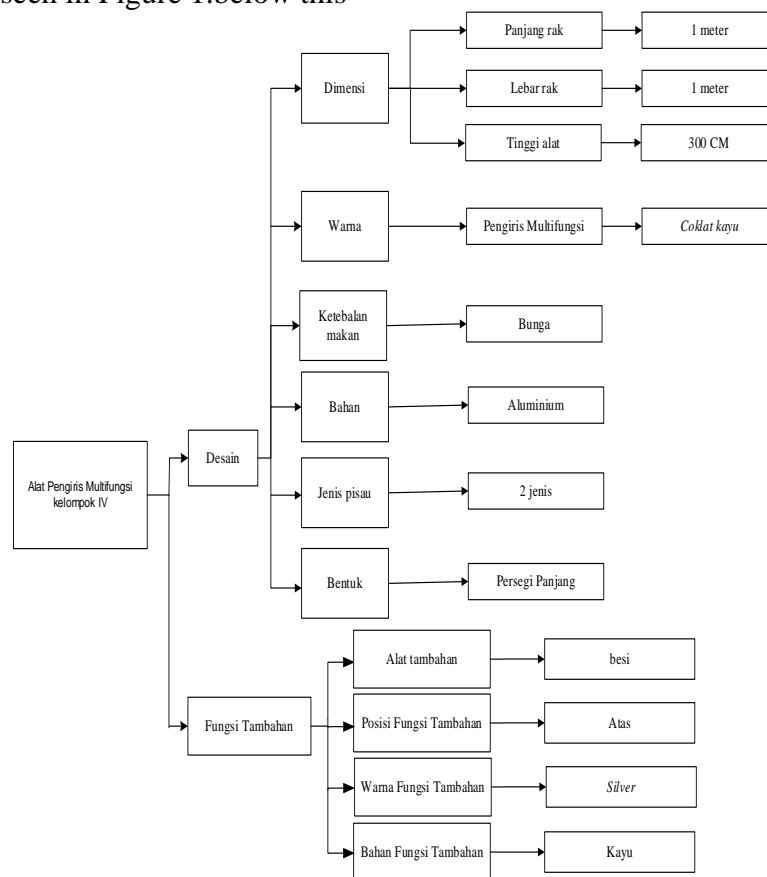 seen in Figure 1.below this
Panjang rak
1 meter
Dimensi
Lebar rak
1 meter
Tinggi alat
300 CM
Warna
Pengiris Multifungsi
Coklat kayu
Ketebalan
makan
Bunga
Bahan
Aluminium
Alat Pengiris Multifungsi
kelompok IV
Desain
Jenis pisau
2 jenis
Bentuk
Persegi Panjang
Alat tambahan
besi
Fungsi Tambahan
Posisi Fungsi Tambahan
Atas
Warna Fungsi Tambahan
Silver
Bahan Fungsi Tambahan
Kayu